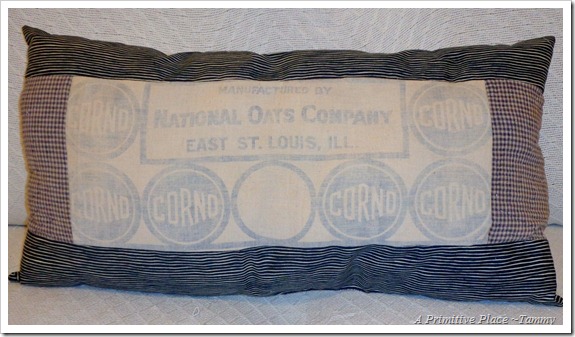 MANUFACTURED BY
CORNO NATIONAL OATS COMPANY CORNO
EAST ST. LOUIS, ILL.
CORNO CORNO CORNO CORNO
A Primitive Place ~Tammy